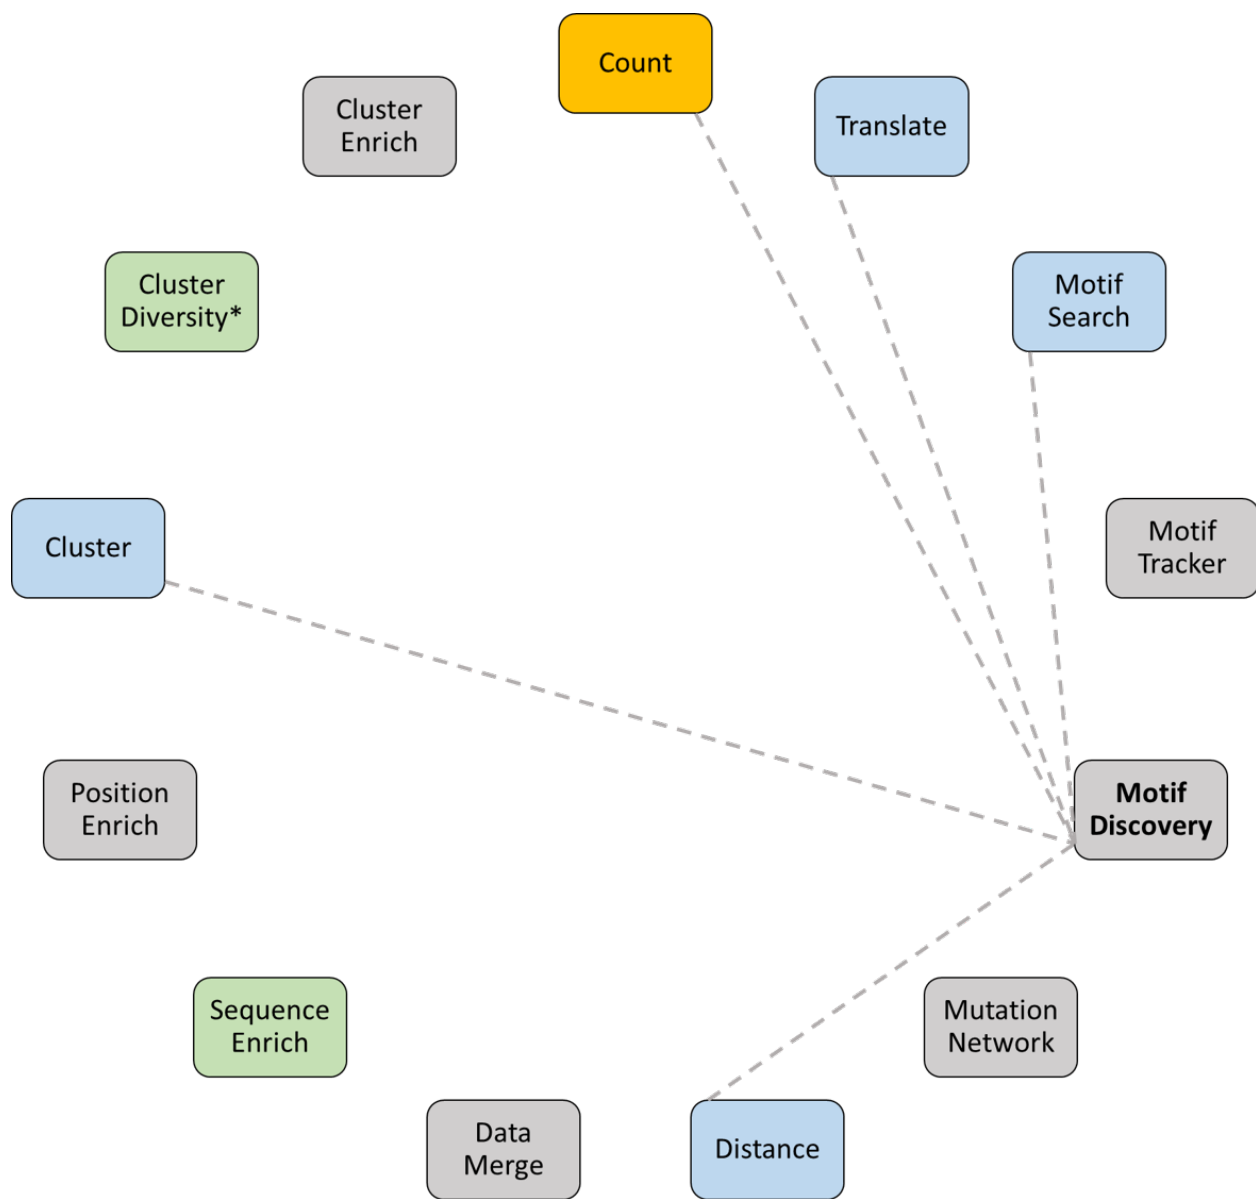 Count
Cluster
Enrich
Translate
Cluster
Diversity*
Motif
Search
Cluster
Motif
Tracker
Position
Enrich
Motif
Discovery
Sequence
Enrich
Mutation
Network
Data
Merge
Distance